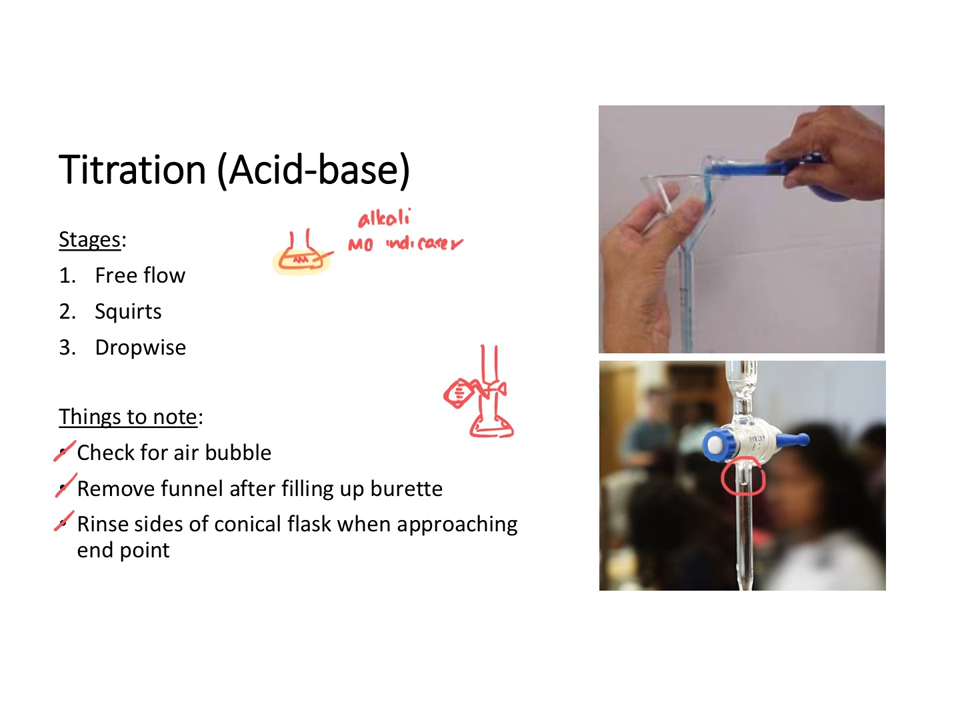 Titration (Acid-base)
alkali
MO indicator
Stages:
1. Free flow
2. Squirts
3. Dropwise
Things to note:
• Check for air bubble
• Remove funnel after filling up burette
• Rinse sides of conical flask when approaching
end point
PYREX